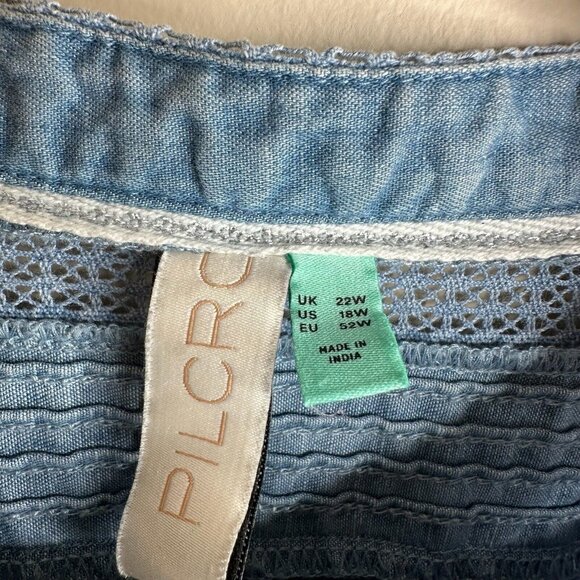 PILCRO
UK 22W
US 18W
EU 52W
MADE IN
INDIA